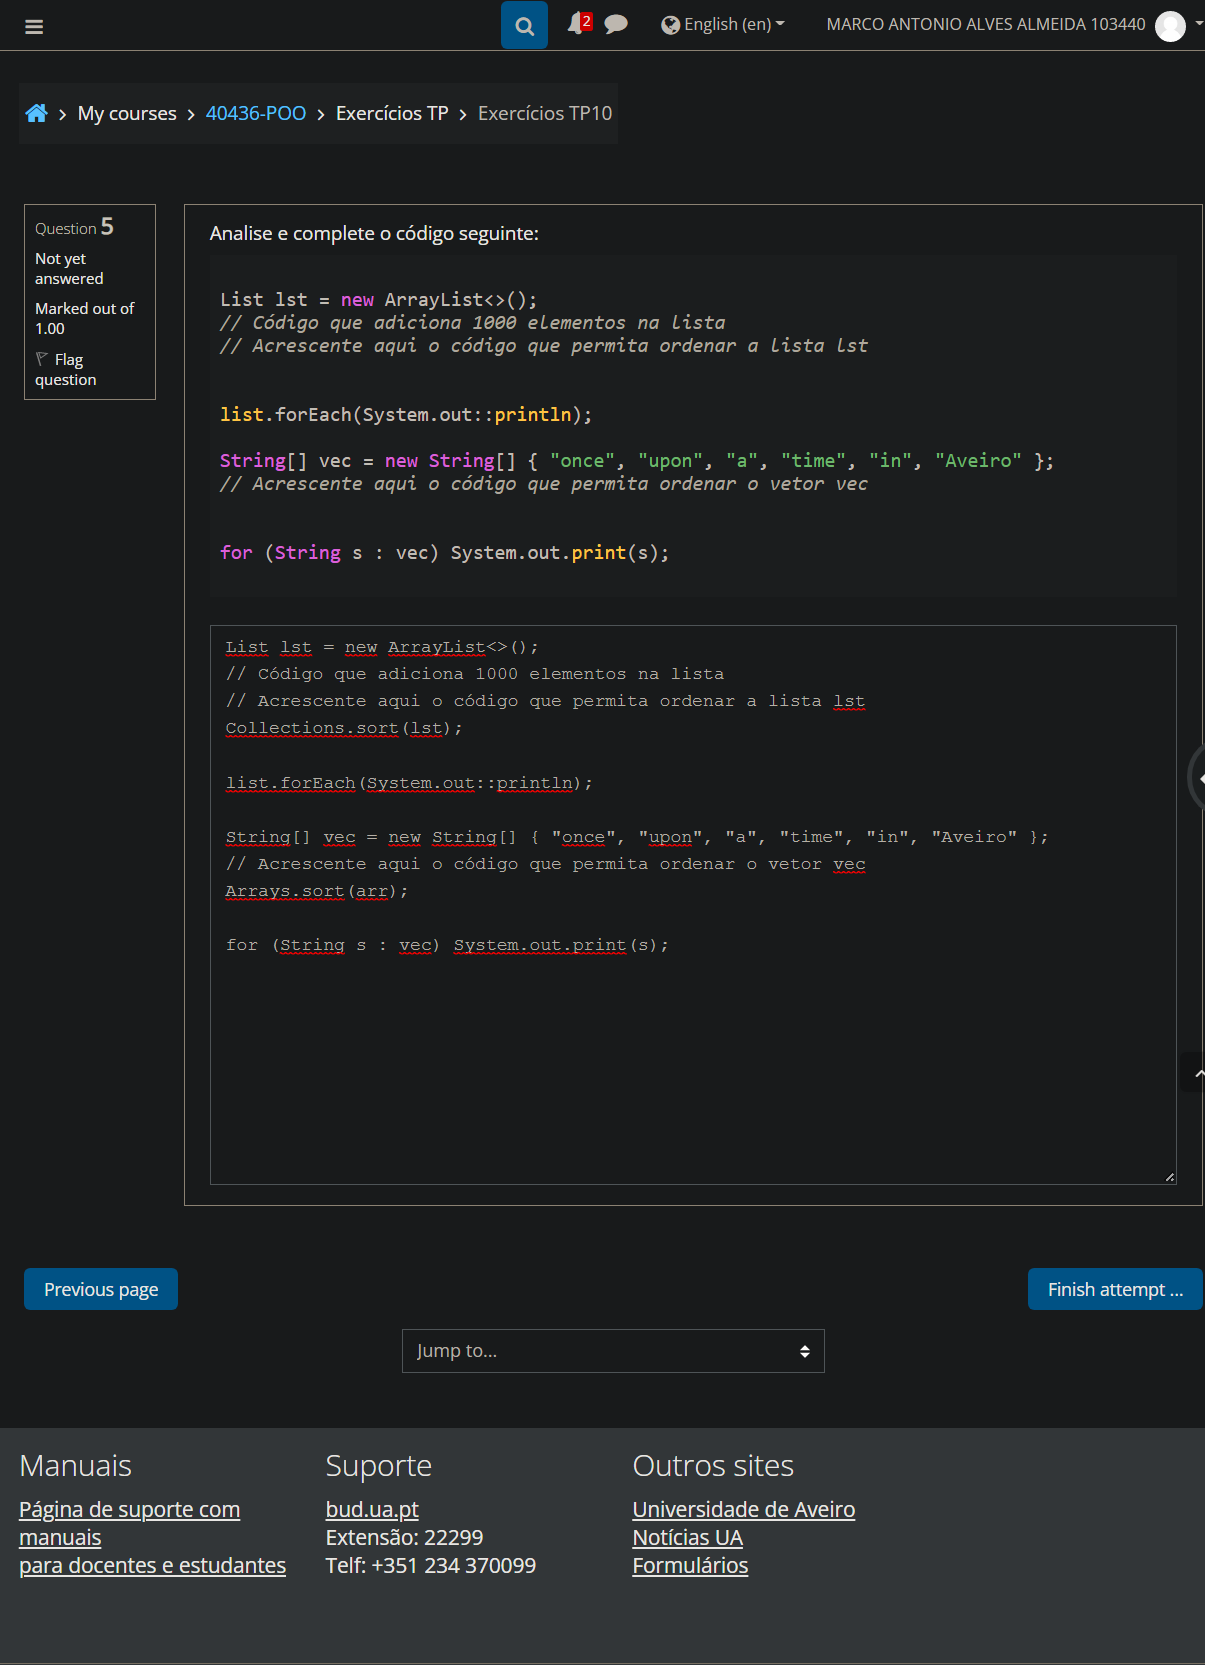 2
English (en)
MARCO ANTONIO ALVES ALMEIDA 103440
My courses
40436-POO
Exercícios TP
Exercícios TP10
Question 5
Not yet
answered
Marked out of
1.00
Flag
question
Analise e complete o código seguinte:
List lst = new ArrayList<>();
// Código que adiciona 1000 elementos na lista
// Acrescente aqui o código que permita ordenar a lista lst
list.forEach(System.out::println);
String[] vec = new String[] { "once", "upon", "a", "time", "in", "Aveiro" };
// Acrescente aqui o código que permita ordenar o vetor vec
for (String s : vec) System.out.print(s);
List lst = new ArrayList<>();
// Código que adiciona 1000 elementos na lista
// Acrescente aqui o código que permita ordenar a lista lst
Collections.sort(lst);
list.forEach(System.out::println);
String[] vec = new String[] { "once", "upon", "a", "time", "in", "Aveiro" };
// Acrescente aqui o código que permita ordenar o vetor vec
Arrays.sort(arr);
for (String s : vec) System.out.print(s);
Previous page
Finish attempt ...
Jump to...
Manuais
Página de suporte com
manuais
para docentes e estudantes
Suporte
bud.ua.pt
Extensão: 22299
Telf: +351 234 370099
Outros sites
Universidade de Aveiro
Notícias UA
Formulários